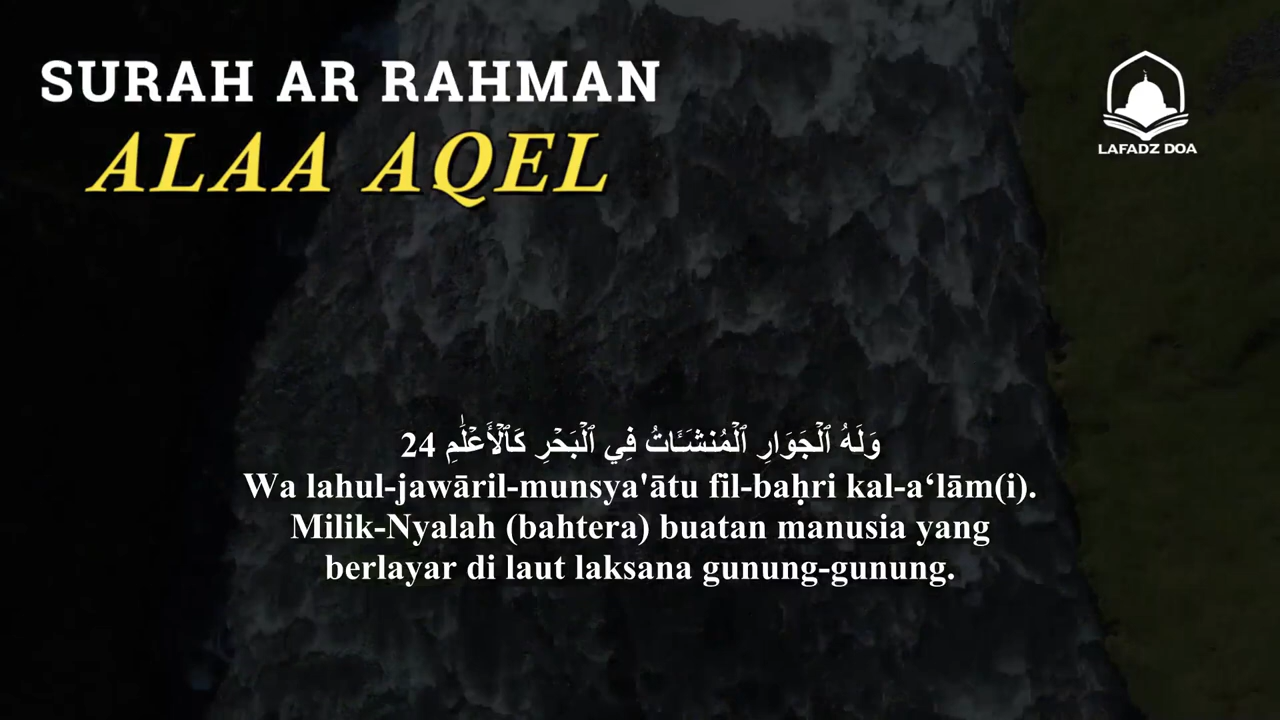 SURAH AR RAHMAN
ALAA AQEL
LAFADZ DOA
وَلَهُ ٱلۡجَوَارِ ٱلۡمُنشَـَٔاتُ فِي ٱلۡبَحۡرِ كَٱلۡأَعۡلَٰمِ 24
Wa lahul-jawāril-munsya'ātu fil-baḥri kal-a‘lām(i).
Milik-Nyalah (bahtera) buatan manusia yang
berlayar di laut laksana gunung-gunung.